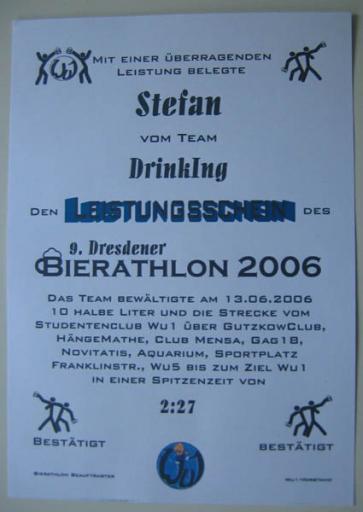 Mit einer überragenden
Leistung belegte
Stefan
vom Team
DrinkIng
Den Leistungsschein des
9. Dresdener
Bierathlon 2006
Das Team bewältigte am 13.06.2006
10 halbe Liter und die Strecke vom
Studentenclub Wu1 über GutzkowClub,
HängeMathe, Club Mensa, Gag18,
Novitatis, Aquarium, Sportplatz
Franklinstr., Wu5 bis zum Ziel Wu1
in einer Spitzenzeit von
2:27
Bestätigt
Bestätigt
Bierathlon Beauftragter
Wu1-Vorstand